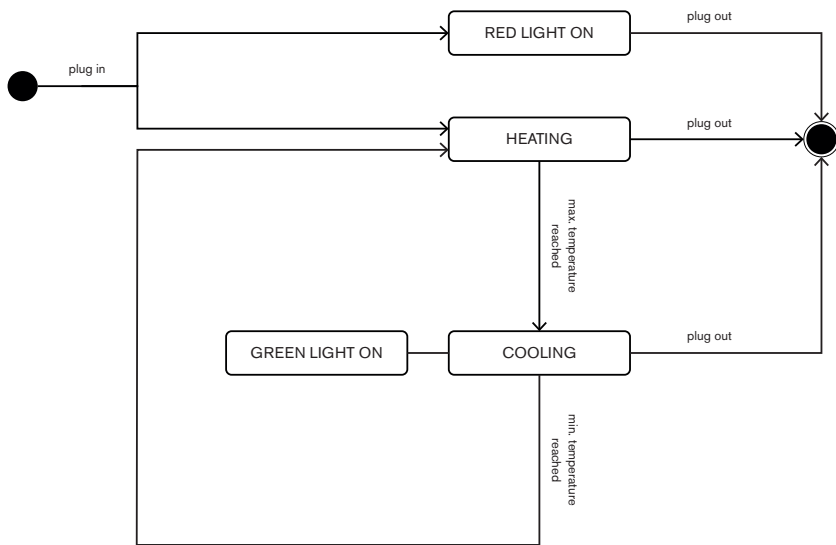 RED LIGHT ON
plug out
plug in
HEATING
plug out
max. temperature
reached
GREEN LIGHT ON
COOLING
plug out
min. temperature
reached